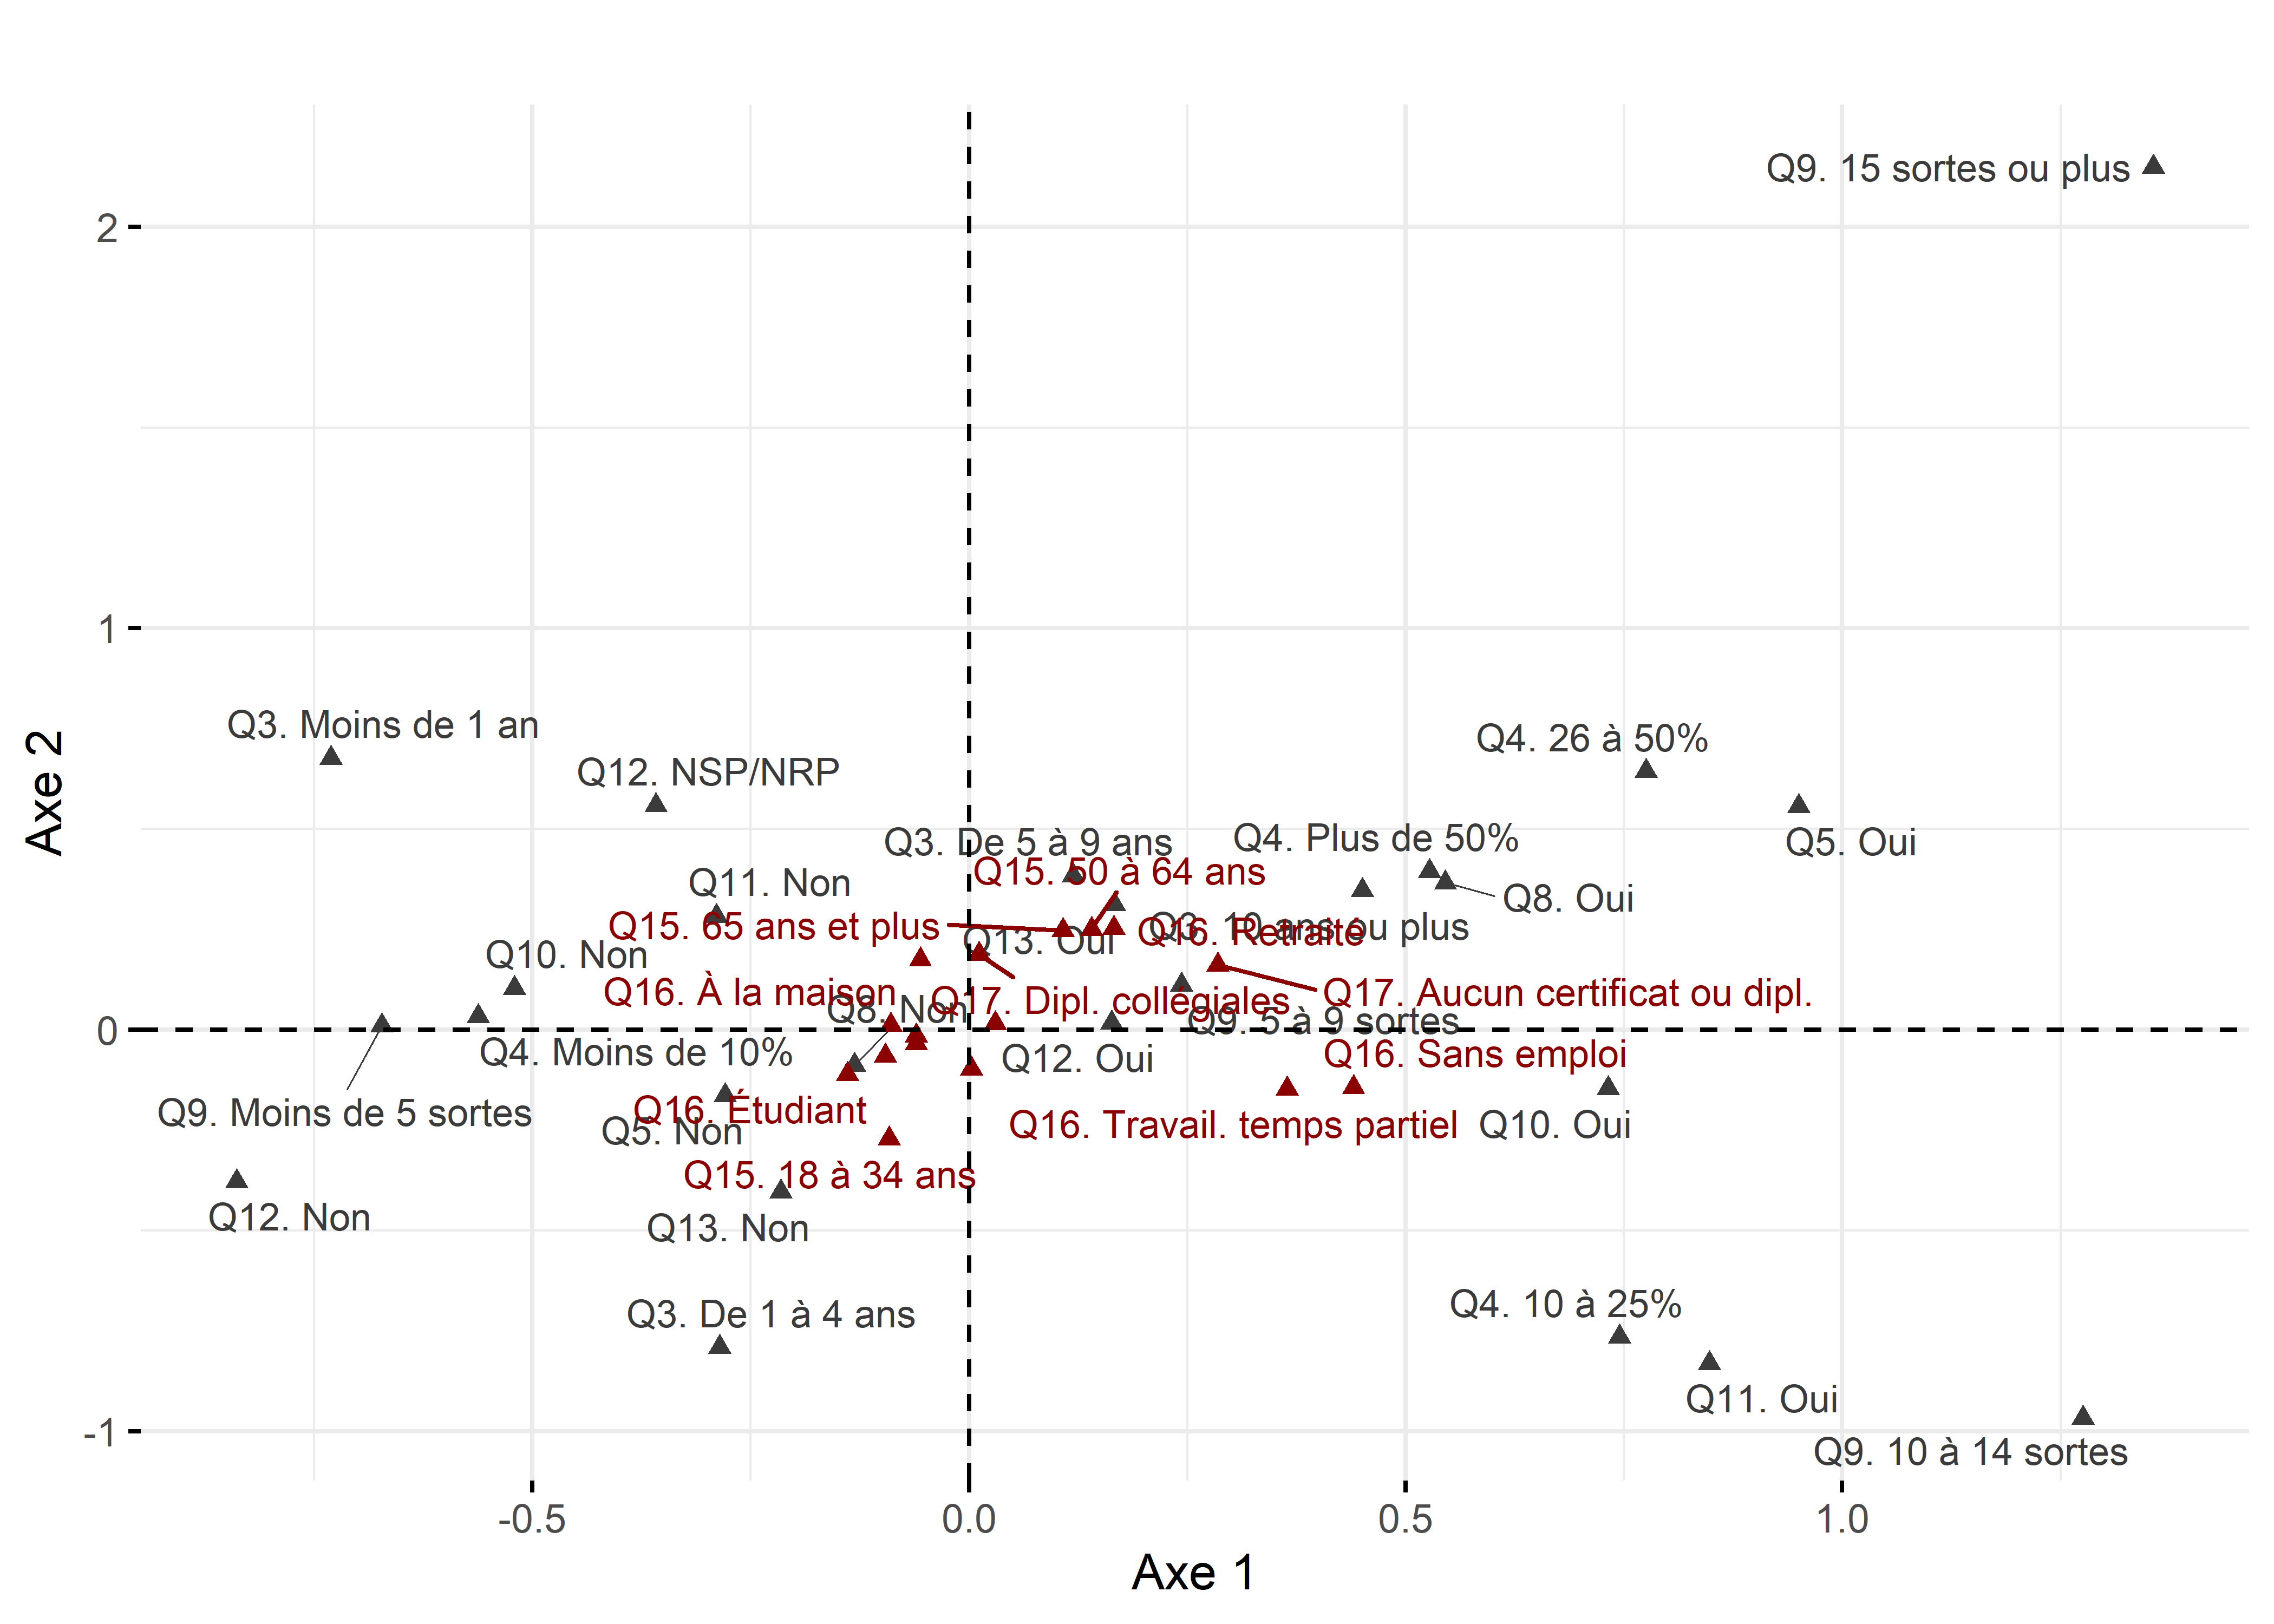 Q9. 15 sortes ou plus
2
1
Axe 2
Q3. Moins de 1 an
Q12. NSP/NRP
Q4. 26 à 50%
Q3. De 5 à 9 ans
Q4. Plus de 50%
Q5. Oui
Q15. 50 à 64 ans
Q11. Non
Q8. Oui
Q15. 65 ans et plus
Q3. 10 ans ou plus
Q16. Retraité
Q13. Oui
Q10. Non
Q16. À la maison
Q17. Aucun certificat ou dipl.
Q17. Dipl. collégiales
Q8. Non
Q9. 5 à 9 sortes
0
Q4. Moins de 10%
Q12. Oui
Q16. Sans emploi
Q9. Moins de 5 sortes
Q16. Étudiant
Q5. Non
Q16. Travail. temps partiel
Q10. Oui
Q15. 18 à 34 ans
Q12. Non
Q13. Non
Q3. De 1 à 4 ans
Q4. 10 à 25%
Q11. Oui
-1
Q9. 10 à 14 sortes
-0.5
0.0
0.5
1.0
Axe 1